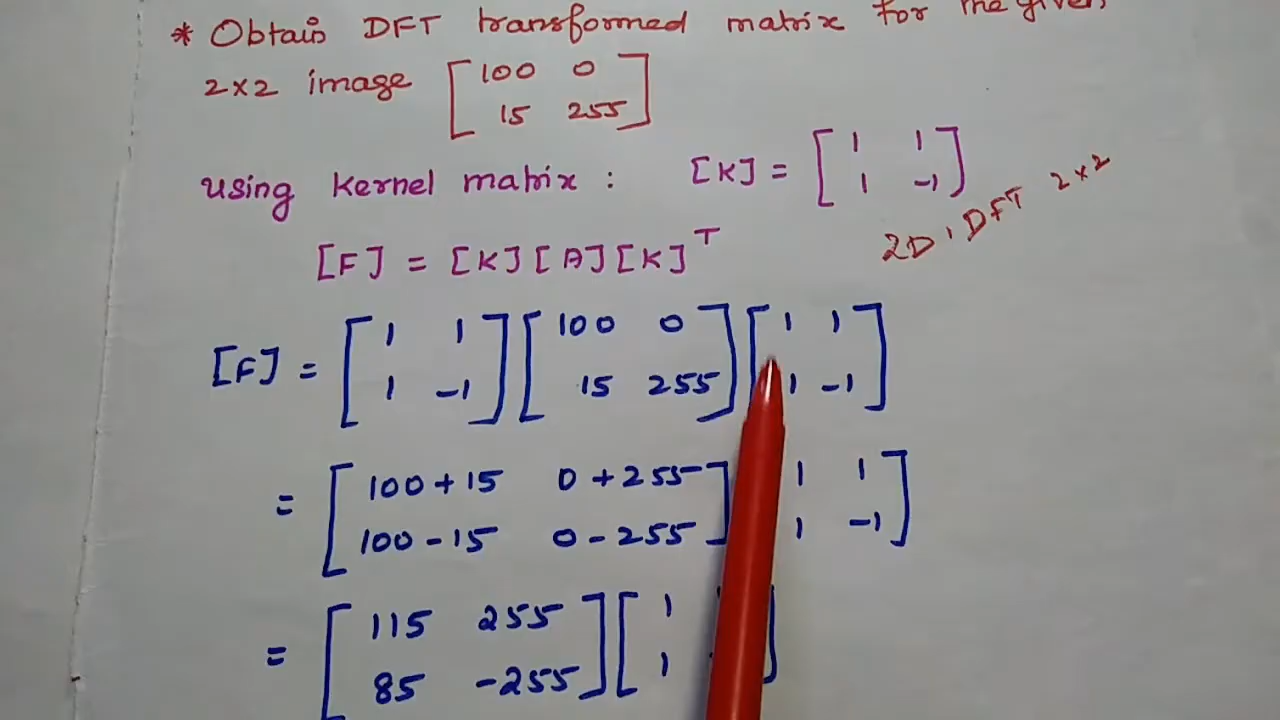 * Obtain DFT transformed matrix for the given
2x2 image [ 100 0
15 255 ]
using Kernel matrix : [K] = [ 1 1
1 -1 ]
2D, DFT 2x2
[F] = [K][A][K]ᵀ
[F] = [ 1 1 ] [ 100 0 ] [ 1 1 ]
[ 1 -1 ] [ 15 255 ] [ 1 -1 ]
= [ 100+15 0+255 ] 1 1 ]
[ 100-15 0-255 ] 1 -1 ]
= [ 115 255 ] [ 1
[ 85 -255 ] [ 1